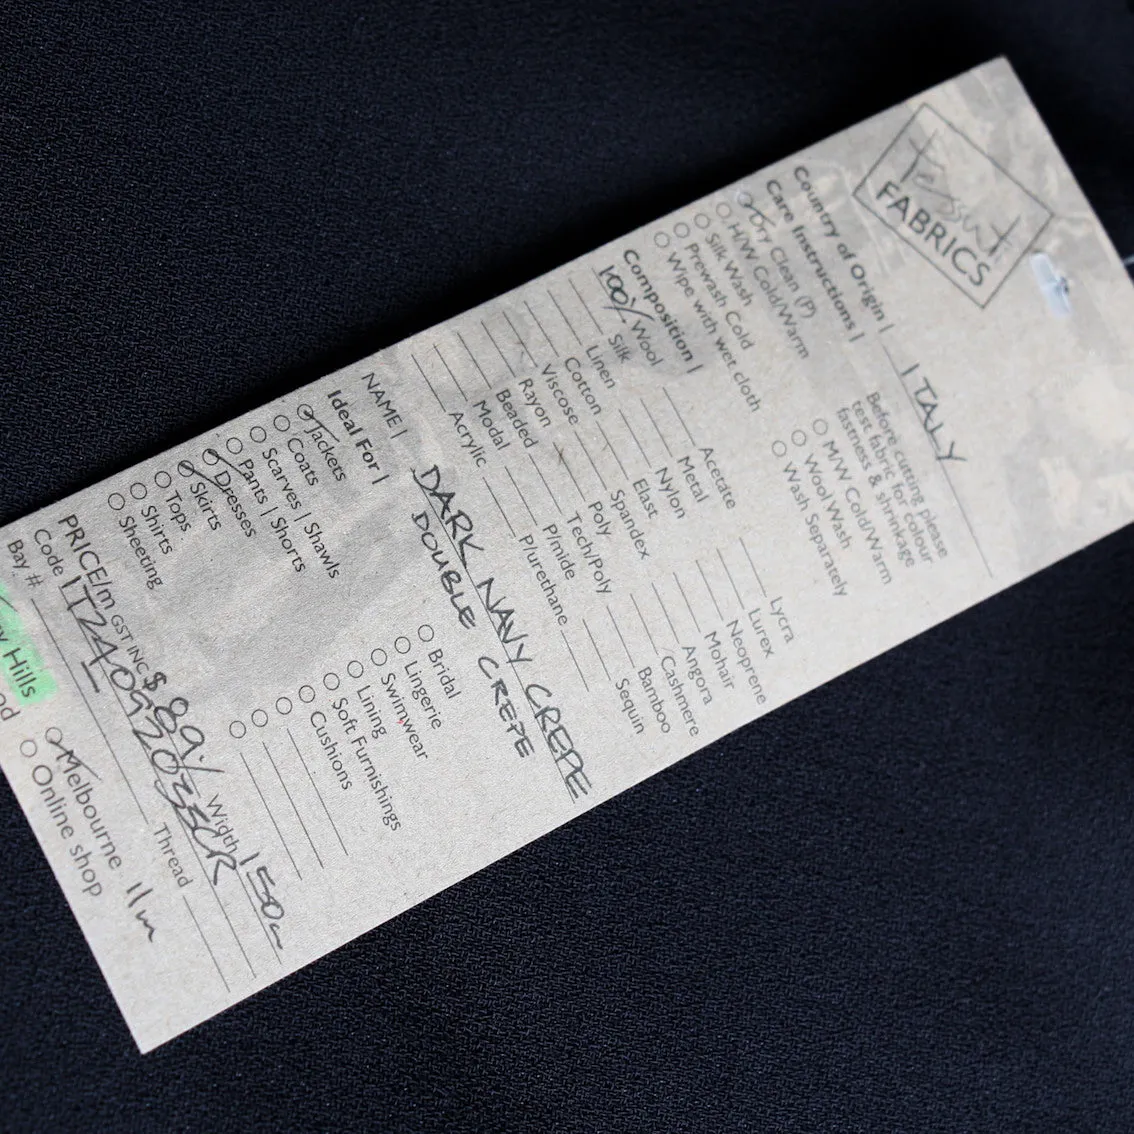 Tessuti
FABRICS
Country of Origin | ITALY
Care Instructions |
Before cutting please
test fabric for colour
fastness & shrinkage
Dry Clean (P)
H/W Cold/Warm
Silk Wash
Prewash Cold
Wipe with wet cloth
M/W Cold/Warm
Wool Wash
Wash Separately
Composition |
100% Wool
Silk
Linen
Cotton
Viscose
Rayon
Beaded
Modal
Acrylic
Acetate
Metal
Nylon
Elast
Spandex
Poly
Tech/Poly
P/mide
P/urethane
Lycra
Lurex
Neoprene
Mohair
Angora
Cashmere
Bamboo
Sequin
NAME | DARK NAVY CREPE
DOUBLE CREPE
Ideal For |
Jackets
Coats
Scarves | Shawls
Pants | Shorts
Dresses
Skirts
Tops
Shirts
Sheeting
Bridal
Lingerie
Swimwear
Lining
Soft Furnishings
Cushions
PRICE/m GST INC $ 89./ Width 150cm
Code IT240920350R
Bay # Thread
Hills
Melbourne 11m
Online shop